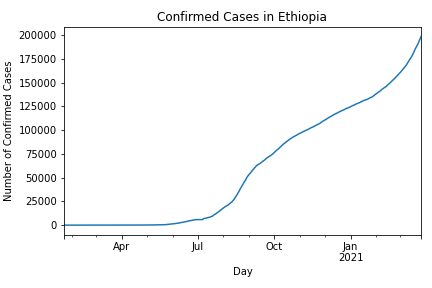 Confirmed Cases in Ethiopia
Number of Confirmed Cases
200000
175000
150000
125000
100000
75000
50000
25000
0
Apr
Jul
Oct
Jan
2021
Day